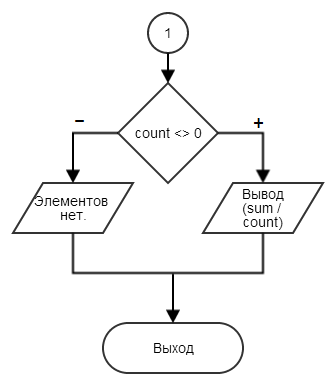 1
count <> 0
–
+
Элементов
нет.
Вывод
(sum /
count)
Выход